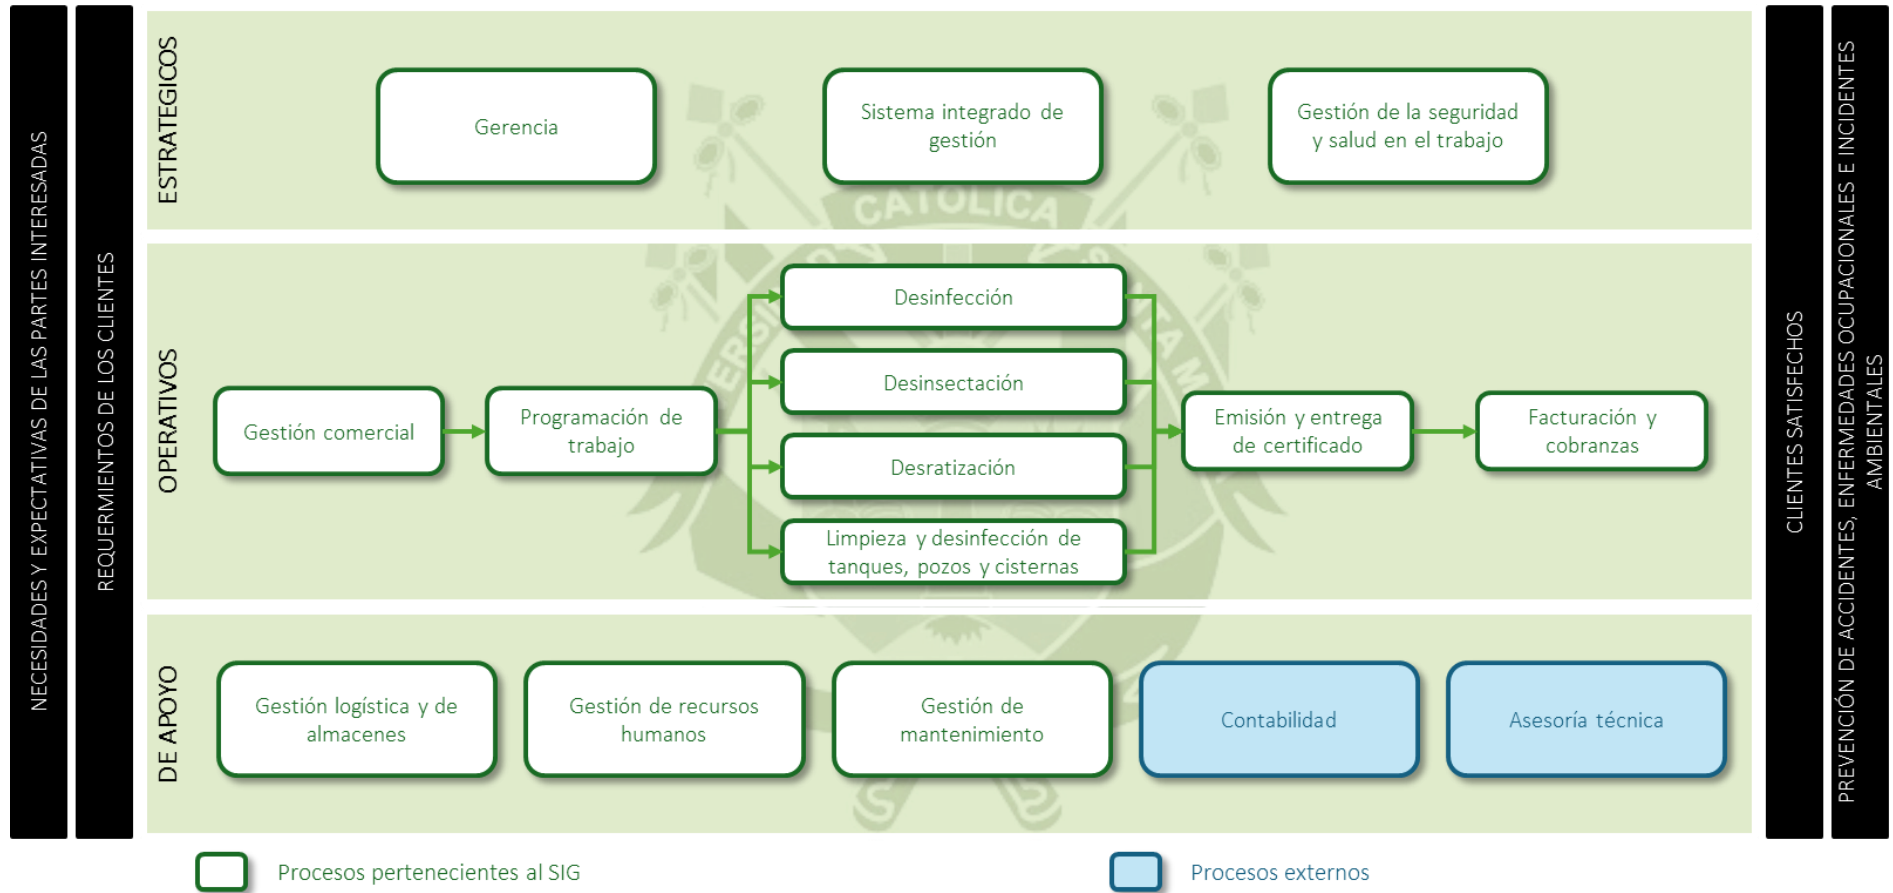 NECESIDADES Y EXPECTATIVAS DE LAS PARTES INTERESADAS
REQUERMIENTOS DE LOS CLIENTES
ESTRATEGICOS
Gerencia
Sistema integrado de
gestión
Gestión de la seguridad
y salud en el trabajo
CATOLICA
OPERATIVOS
Gestión comercial
Programación de
trabajo
Desinfección
Desinsectación
Desratización
Limpieza y desinfección de
tanques, pozos y cisternas
Emisión y entrega
de certificado
Facturación y
cobranzas
DE APOYO
Gestión logística y de
almacenes
Gestión de recursos
humanos
Gestión de
mantenimiento
Contabilidad
Asesoría técnica
CLIENTES SATISFECHOS
PREVENCIÓN DE ACCIDENTES, ENFERMEDADES OCUPACIONALES E INCIDENTES
AMBIENTALES
Procesos pertenecientes al SIG
Procesos externos